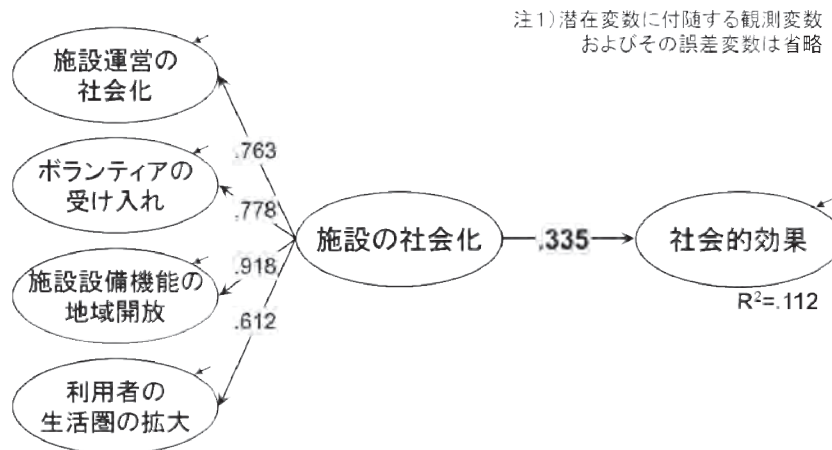 注1）潜在変数に付随する観測変数
およびその誤差変数は省略
施設運営の
社会化
ボランティアの
受け入れ
施設設備機能の
地域開放
利用者の
生活圏の拡大
.763
.778
.918
.612
施設の社会化
.335
社会的効果
R²=.112